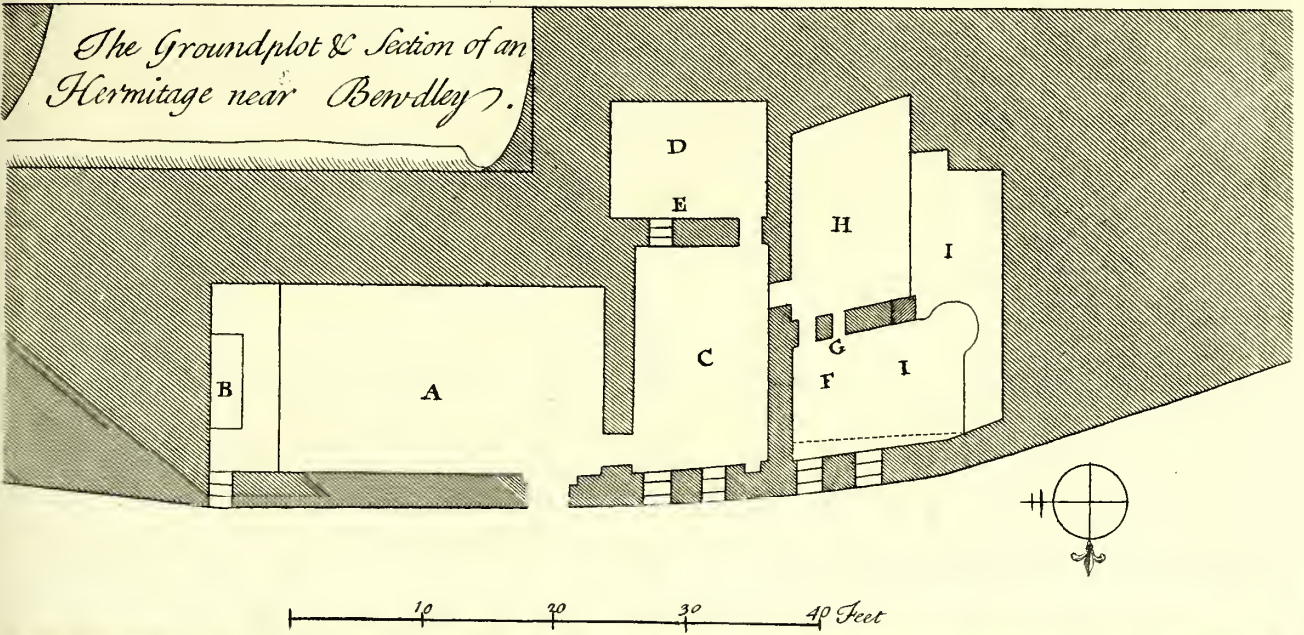 The Groundplot & Section of an
Hermitage near Bewdley.
D
E
H
I
B
A
C
G
F
I
10 20 30 40 Feet